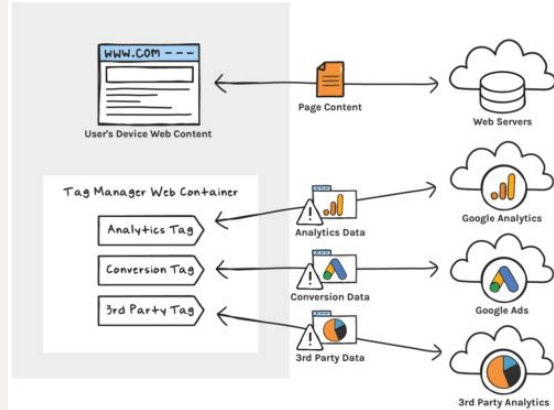 WWW.COM ---
User's Device Web Content
Page Content
Web Servers
Tag Manager Web Container
Analytics Tag
Analytics Data
Google Analytics
Conversion Tag
Conversion Data
Google Ads
3rd Party Tag
3rd Party Data
3rd Party Analytics